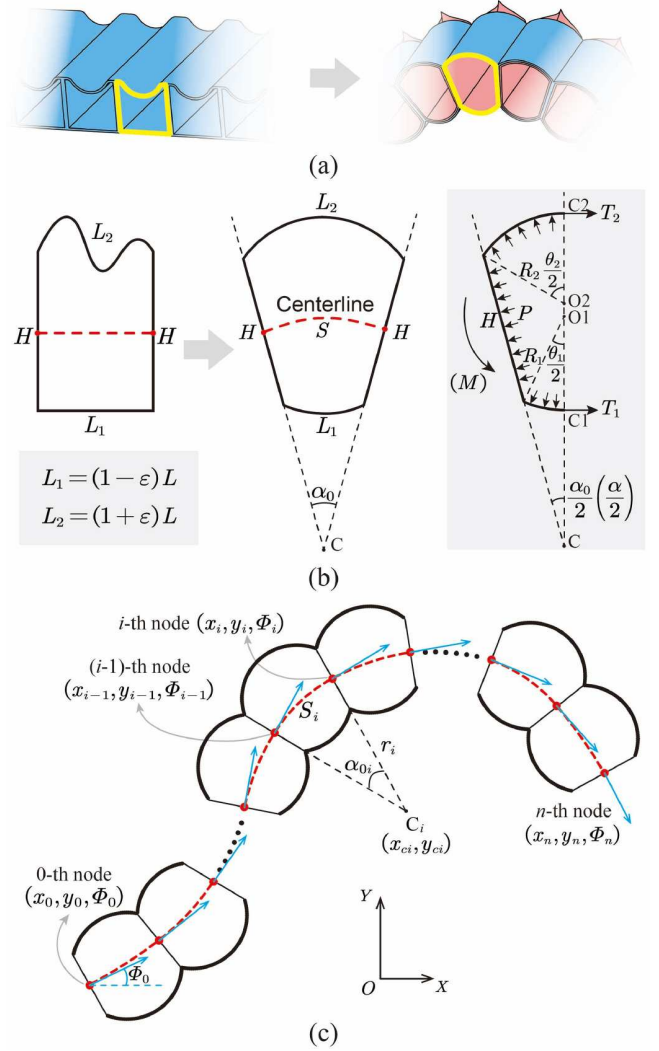 (a)
L₂
H
H
L₁
L₁=(1−ε)L
L₂=(1+ε)L
L₂
Centerline
H
S
H
L₁
α₀
C
C2
T₂
R₂ θ₂/2
O2
O1
H
P
(M)
R₁ θ₁/2
C1
T₁
α₀/2 (α/2)
C
(b)
i-th node (xᵢ, yᵢ, Φᵢ)
(i-1)-th node
(xᵢ₋₁, yᵢ₋₁, Φᵢ₋₁)
Sᵢ
rᵢ
α₀ᵢ
Cᵢ
(x_ci, y_ci)
n-th node
(xₙ, yₙ, Φₙ)
0-th node
(x₀, y₀, Φ₀)
Φ₀
Y
O
X
(c)